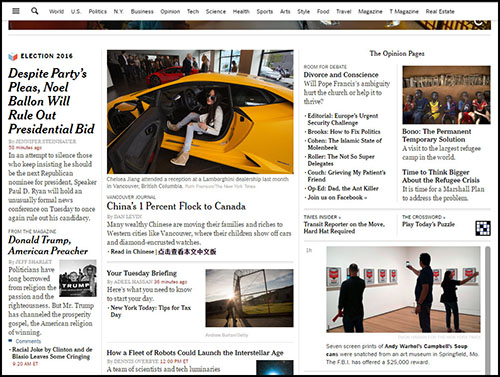 World U.S. Politics N.Y. Business Opinion Tech Science Health Sports Arts Style Food Travel Magazine T Magazine Real Estate
ELECTION 2016
Despite Party's
Pleas, Noel
Ballon Will
Rule Out
Presidential Bid
By JENNIFER STEINHAUER
50 minutes ago
In an attempt to silence those
who keep insisting he should
be the next Republican
nominee for president, Speaker
Paul D. Ryan will hold an
unusually formal news
conference on Tuesday to once
again rule out his candidacy.
FROM THE MAGAZINE
Donald Trump,
American Preacher
By JEFF SHARLET
Politicians have
long borrowed
from religion the
passion and the
righteousness. But Mr. Trump
has channeled the prosperity
gospel, the American religion
of winning.
TRUMP
Comments
• Racial Joke by Clinton and de
Blasio Leaves Some Cringing
9:20 AM ET
Chelsea Jiang attended a reception at a Lamborghini dealership last month
in Vancouver, British Columbia. Ruth Fremson/The New York Times
VANCOUVER JOURNAL
China's 1 Percent Flock to Canada
By DAN LEVIN
Many wealthy Chinese are moving their families and riches to
Western cities like Vancouver, where their children show off cars
and diamond-encrusted watches.
• Read in Chinese | 点击查看本文中文版
Your Tuesday Briefing
By ADEEL HASSAN 36 minutes ago
Here's what you need to know
to start your day.
• New York Today: Tips for Tax
Day
Andrew Burton/Getty
How a Fleet of Robots Could Launch the Interstellar Age
By DENNIS OVERBYE 12:00 PM ET
A team of scientists and tech luminaries
The Opinion Pages
ROOM FOR DEBATE
Divorce and Conscience
Will Pope Francis's ambiguity
hurt the church or help it to
thrive?
• Editorial: Europe's Urgent
Security Challenge
• Brooks: How to Fix Politics
• Cohen: The Islamic State of
Molenbeek
• Roller: The Not So Super
Delegates
• Couch: Grieving My Patient's
Friend
• Op-Ed: Dad, the Ant Killer
• Join us on Facebook »
Bono: The Permanent
Temporary Solution
A visit to the largest refugee
camp in the world.
Time to Think Bigger
About the Refugee Crisis
It is time for a Marshall Plan
to address the problem.
TIMES INSIDER »
Transit Reporter on the Move,
Hard Hat Required
THE CROSSWORD »
Play Today's Puzzle
1h
Seven screen prints of Andy Warhol's Campbell's Soup
cans were snatched from an art museum in Springfield, Mo.
The F.B.I. has offered a $25,000 reward.